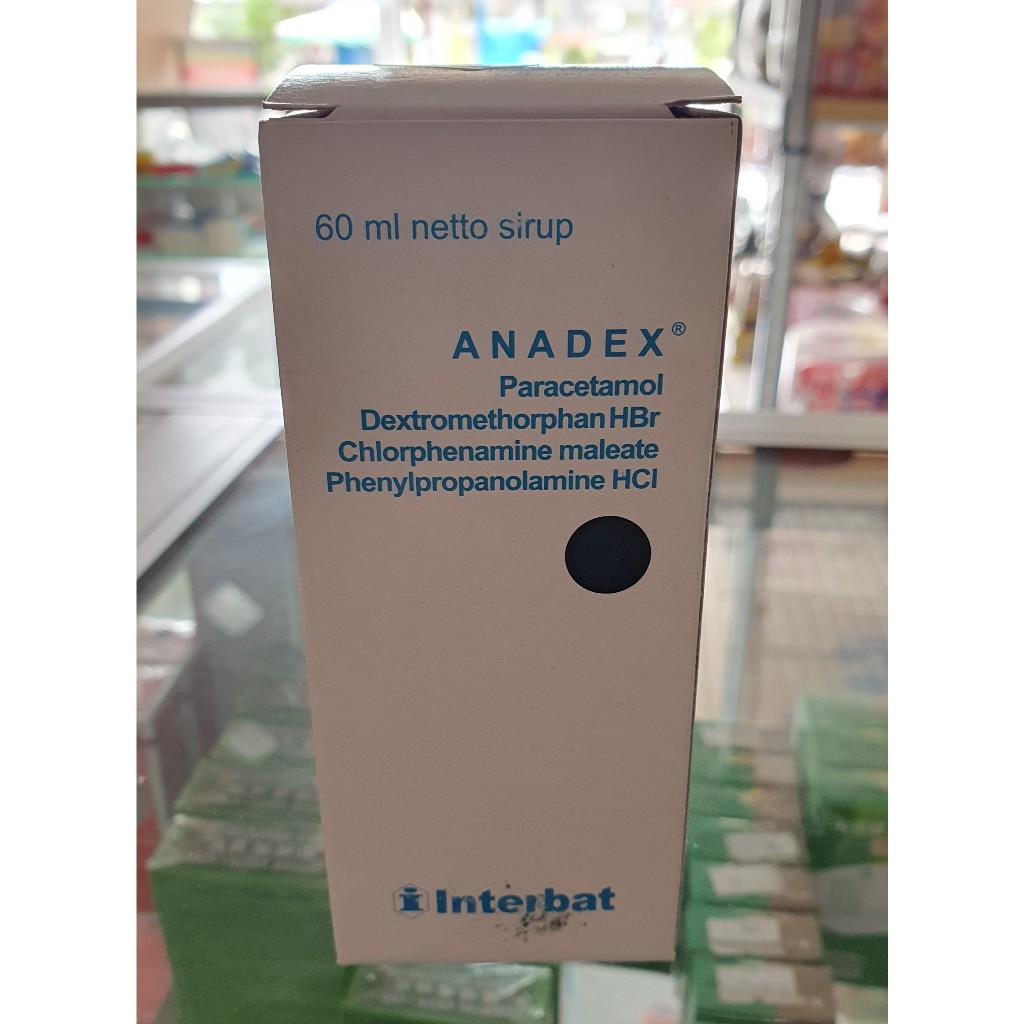 60 ml netto sirup
ANADEX®
Paracetamol
Dextromethorphan HBr
Chlorphenamine maleate
Phenylpropanolamine HCl
Interbat